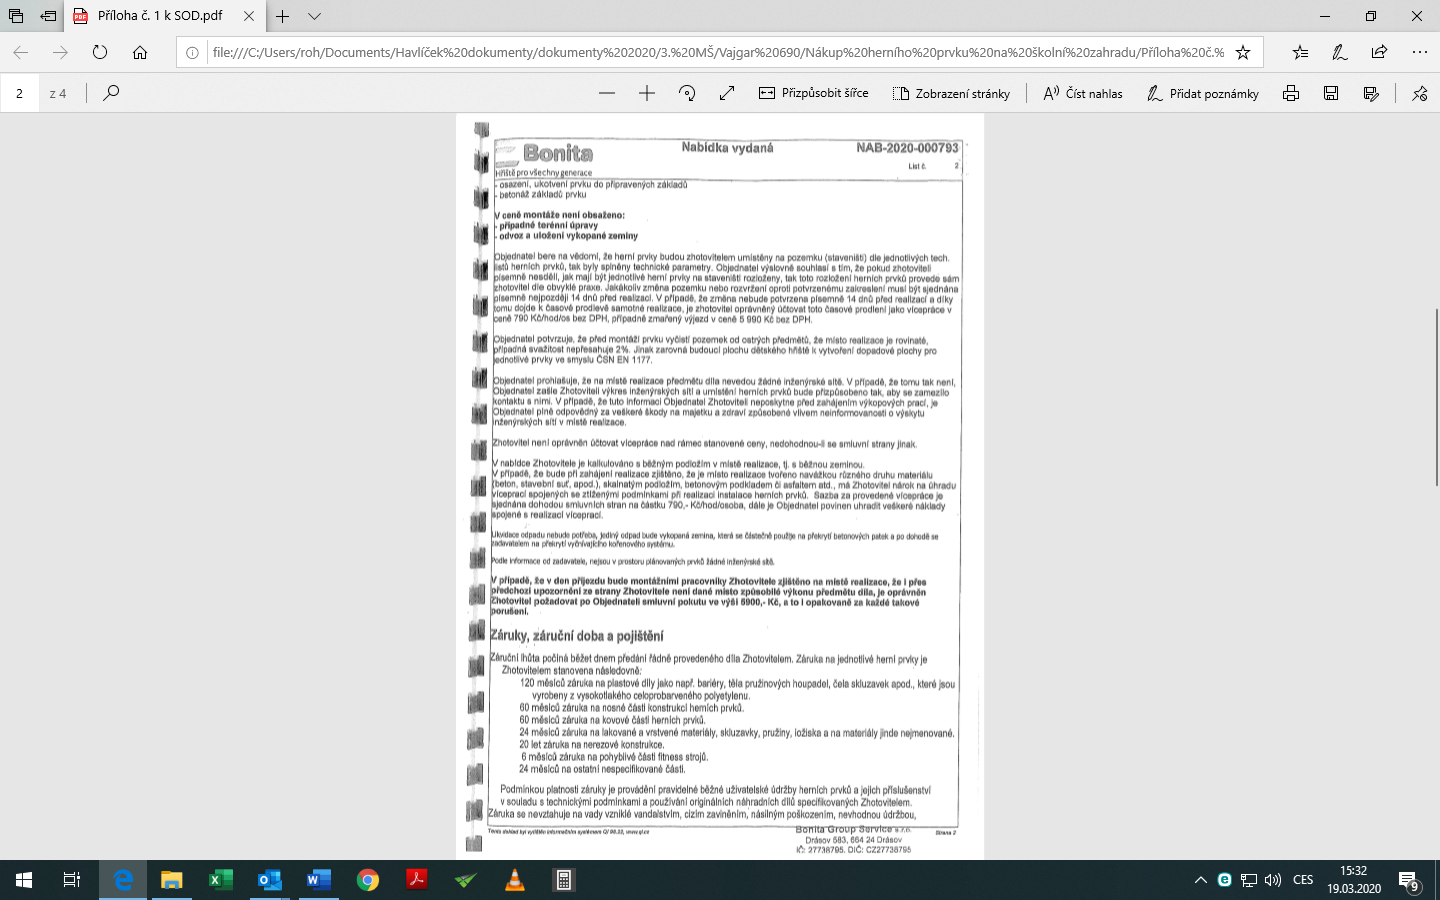 Příloha č. 1 k SOD.pdf
file:///C:/Users/roh/Documents/Havlíček%20dokumenty/dokumenty%202020/3.%20MŠ/Vajgar%20690/Nákup%20herního%20prvku%20na%20školní%20zahradu/Příloha%20č.%
2 z 4
Přizpůsobit šířce
Zobrazení stránky
Číst nahlas
Přidat poznámky
Bonita Nabídka vydaná NAB-2020-000793
List č. 2
Hřiště pro všechny generace
- osazení, ukotvení prvku do připravených základů
- betonáž základů prvku
V ceně montáže není obsaženo:
- případné terénní úpravy
- odvoz a uložení vykopané zeminy
Objednatel bere na vědomí, že herní prvky budou zhotovitelem umístěny na pozemku (staveništi) dle jednotlivých tech.
listů herních prvků, tak byly splněny technické parametry. Objednatel výslovně souhlasí s tím, že pokud zhotoviteli
písemně nesdělí, jak mají být jednotlivé herní prvky na staveništi rozloženy, tak toto rozložení herních prvků provede sám
zhotovitel dle obvyklé praxe. Jakákoliv změna pozemku nebo rozvržení oproti potvrzenému zakreslení musí být sjednána
písemně nejpozději 14 dnů před realizací. V případě, že změna nebude potvrzena písemně 14 dnů před realizací a díky
tomu dojde k časové prodlevě samotné realizace, je zhotovitel oprávněný účtovat toto časové prodlení jako vícepráce v
ceně 790 Kč/hod/os bez DPH, případně zmařený výjezd v ceně 5 990 Kč bez DPH.
Objednatel potvrzuje, že před montáží prvku vyčistí pozemek od ostrých předmětů, že místo realizace je rovinaté,
případná svažitost nepřesahuje 2%. Jinak zarovná budoucí plochu dětského hřiště k vytvoření dopadové plochy pro
jednotlivé prvky ve smyslu ČSN EN 1177.
Objednatel prohlašuje, že na místě realizace předmětu díla nevedou žádné inženýrské sítě. V případě, že tomu tak není,
Objednatel zašle Zhotoviteli výkres inženýrských sítí a umístění herních prvků bude přizpůsobeno tak, aby se zamezilo
kontaktu s nimi. V případě, že tuto informaci Objednatel Zhotoviteli neposkytne před zahájením výkopových prací, je
Objednatel plně odpovědný za veškeré škody na majetku a zdraví způsobené vlivem neinformovanosti o výskytu
inženýrských sítí v místě realizace.
Zhotovitel není oprávněn účtovat vícepráce nad rámec stanovené ceny, nedohodnou-li se smluvní strany jinak.
V nabídce Zhotovitele je kalkulováno s běžným podložím v místě realizace, tj. s běžnou zeminou.
V případě, že bude při zahájení realizace zjištěno, že je místo realizace tvořeno navážkou různého druhu materiálu
(beton, stavební suť, apod.), skalnatým podložím, betonovým podkladem či asfaltem atd., má Zhotovitel nárok na úhradu
víceprací spojených se ztíženými podmínkami při realizaci instalace herních prvků. Sazba za provedené vícepráce je
sjednána dohodou smluvních stran na částku 790,- Kč/hod/osoba, dále je Objednatel povinen uhradit veškeré náklady
spojené s realizací víceprací.
Likvidace odpadu nebude potřeba, jediný odpad bude vykopaná zemina, která se částečně použije na překrytí betonových patek a po dohodě se
zadavatelem na překrytí vyčnívajícího kořenového systému.
Podle informace od zadavatele, nejsou v prostoru plánovaných prvků žádné inženýrské sítě.
V případě, že v den příjezdu bude montážními pracovníky Zhotovitele zjištěno na místě realizace, že i přes
předchozí upozornění ze strany Zhotovitele není dané místo způsobilé výkonu předmětu díla, je oprávněn
Zhotovitel požadovat po Objednateli smluvní pokutu ve výši 5900,- Kč, a to i opakovaně za každé takové
porušení.
Záruky, záruční doba a pojištění
Záruční lhůta počíná běžet dnem předání řádně provedeného díla Zhotovitelem. Záruka na jednotlivé herní prvky je
Zhotovitelem stanovena následovně:
120 měsíců záruka na plastové díly jako např. bariéry, těla pružinových houpadel, čela skluzavek apod., které jsou
vyrobeny z vysokotlakého celoprobarveného polyetylenu.
60 měsíců záruka na nosné části konstrukcí herních prvků.
60 měsíců záruka na kovové části herních prvků.
24 měsíců záruka na lakované a vrstvené materiály, skluzavky, pružiny, ložiska a na materiály jinde nejmenované.
20 let záruka na nerezové konstrukce.
6 měsíců záruka na pohyblivé části fitness strojů.
24 měsíců na ostatní nespecifikované části.
Podmínkou platnosti záruky je provádění pravidelné běžné uživatelské údržby herních prvků a jejich příslušenství
v souladu s technickými podmínkami a používání originálních náhradních dílů specifikovaných Zhotovitelem.
Záruka se nevztahuje na vady vzniklé vandalstvím, cizím zaviněním, násilným poškozením, nevhodnou údržbou,
Tento doklad byl vytištěn informačním systémem QI, www.qi.cz Strana 2
Bonita Group Service s.r.o.
Drásov 583, 664 24 Drásov
IČ: 27738795, DIČ: CZ27738795
CES
15:32
19.03.2020
9